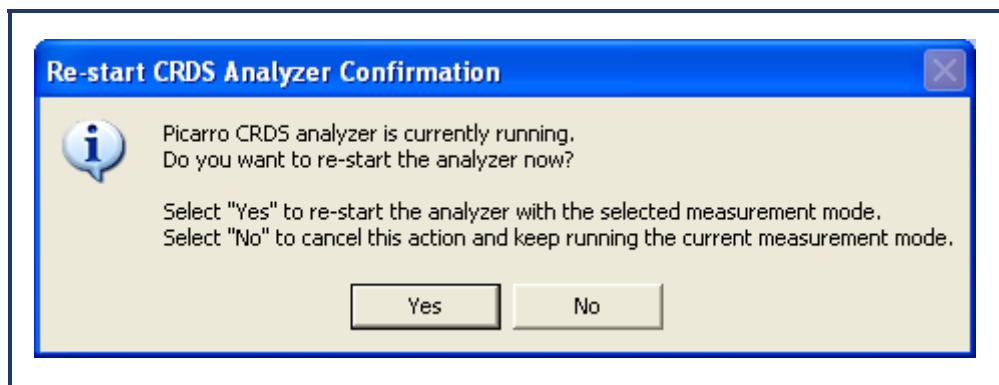 Re-start CRDS Analyzer Confirmation
Picarro CRDS analyzer is currently running.
Do you want to re-start the analyzer now?
Select "Yes" to re-start the analyzer with the selected measurement mode.
Select "No" to cancel this action and keep running the current measurement mode.
Yes
No